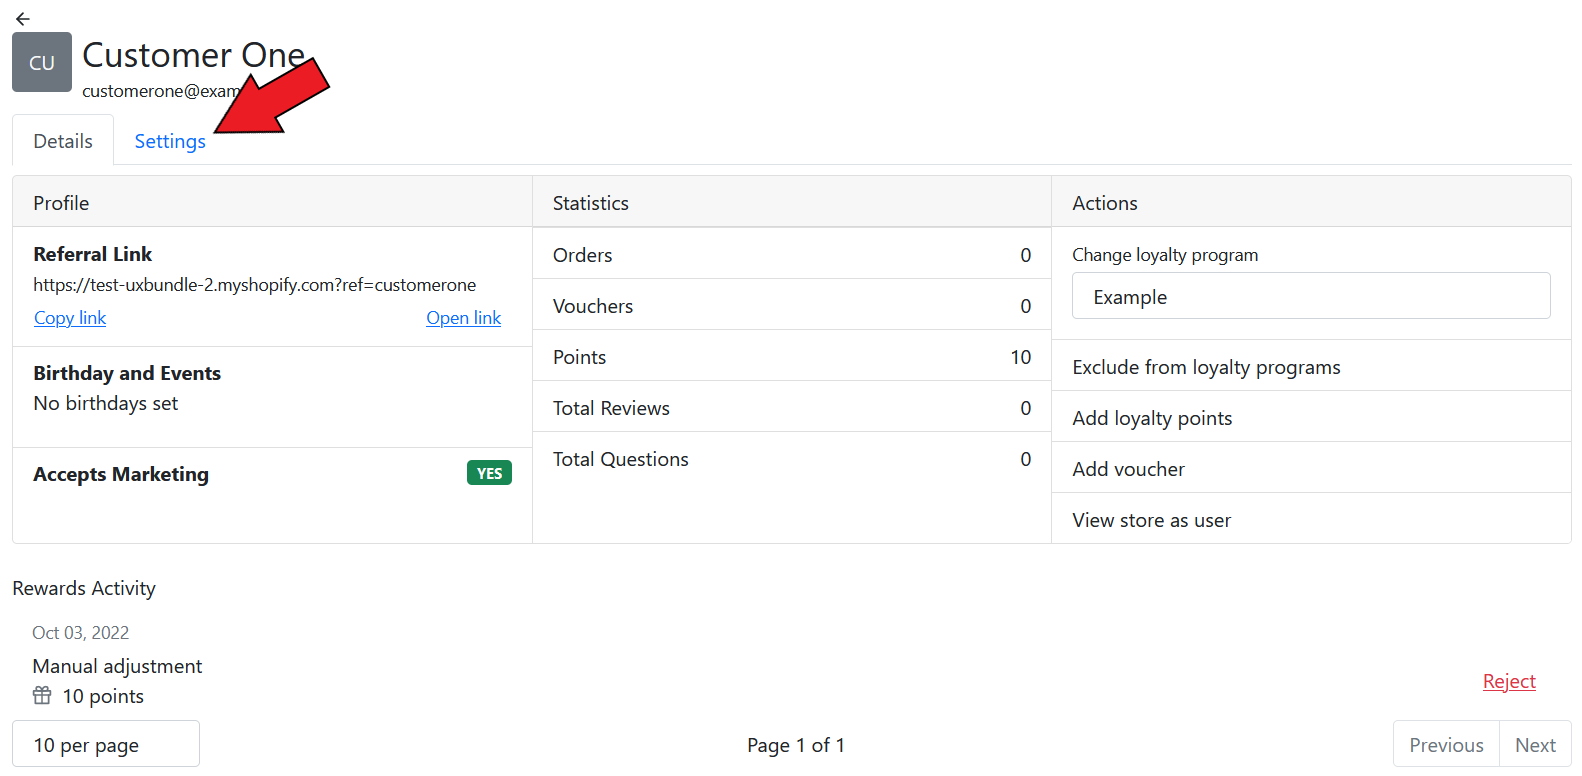 CU
Customer One
customerone@exam
Details
Settings
Profile
Referral Link
https://test-uxbundle-2.myshopify.com?ref=customerone
Copy link
Open link
Birthday and Events
No birthdays set
Accepts Marketing
YES
Statistics
Orders 0
Vouchers 0
Points 10
Total Reviews 0
Total Questions 0
Actions
Change loyalty program
Example
Exclude from loyalty programs
Add loyalty points
Add voucher
View store as user
Rewards Activity
Oct 03, 2022
Manual adjustment
10 points
Reject
10 per page
Page 1 of 1
Previous
Next